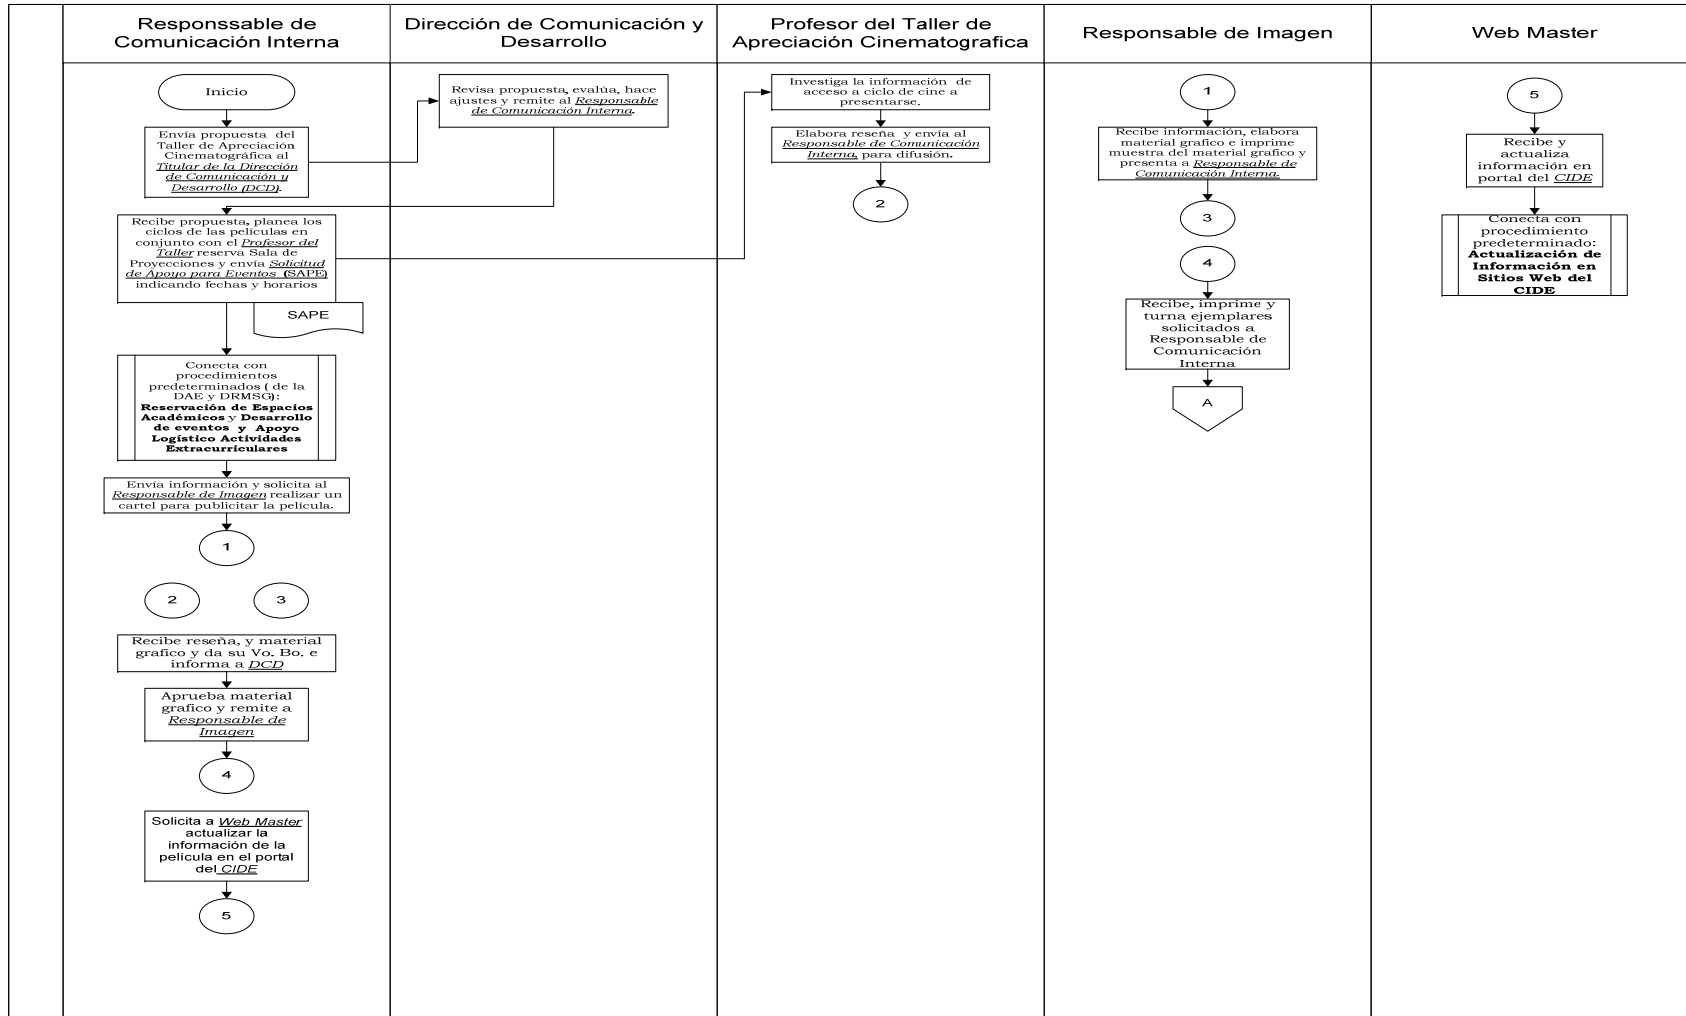 Responssable de
Comunicación Interna
Dirección de Comunicación y
Desarrollo
Profesor del Taller de
Apreciación Cinematografica
Responsable de Imagen
Web Master
Inicio
Envía propuesta del
Taller de Apreciación
Cinematográfica al
Titular de la Dirección
de Comunicación y
Desarrollo (DCD).
Recibe propuesta, planea los
ciclos de las películas en
conjunto con el Profesor del
Taller reserva Sala de
Proyecciones y envía Solicitud
de Apoyo para Eventos (SAPE)
indicando fechas y horarios
SAPE
Conecta con
procedimientos
predeterminados ( de la
DAE y DRMSG):
Reservación de Espacios
Académicos y Desarrollo
de eventos y Apoyo
Logístico Actividades
Extracurriculares
Envía información y solicita al
Responsable de Imagen realizar un
cartel para publicitar la película.
1
2
3
Recibe reseña, y material
grafico y da su Vo. Bo. e
informa a DCD
Aprueba material
grafico y remite a
Responsable de
Imagen
4
Solicita a Web Master
actualizar la
información de la
película en el portal
del CIDE
5
Revisa propuesta, evalúa, hace
ajustes y remite al Responsable
de Comunicación Interna.
Investiga la información de
acceso a ciclo de cine a
presentarse.
Elabora reseña y envía al
Responsable de Comunicación
Interna, para difusión.
2
1
Recibe información, elabora
material grafico e imprime
muestra del material grafico y
presenta a Responsable de
Comunicación Interna.
3
4
Recibe, imprime y
turna ejemplares
solicitados a
Responsable de
Comunicación
Interna
A
5
Recibe y
actualiza
información en
portal del CIDE
Conecta con
procedimiento
predeterminado:
Actualización de
Información en
Sitios Web del
CIDE